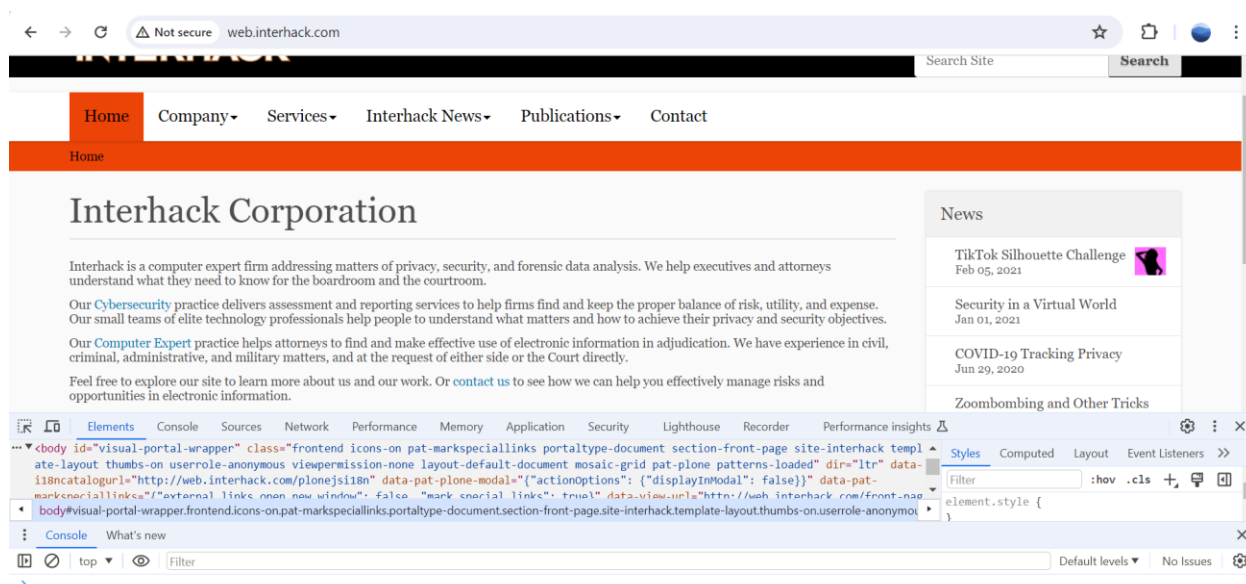 Not secure web.interhack.com
Search Site Search
Home Company Services Interhack News Publications Contact
Home
Interhack Corporation
Interhack is a computer expert firm addressing matters of privacy, security, and forensic data analysis. We help executives and attorneys
understand what they need to know for the boardroom and the courtroom.
Our Cybersecurity practice delivers assessment and reporting services to help firms find and keep the proper balance of risk, utility, and expense.
Our small teams of elite technology professionals help people to understand what matters and how to achieve their privacy and security objectives.
Our Computer Expert practice helps attorneys to find and make effective use of electronic information in adjudication. We have experience in civil,
criminal, administrative, and military matters, and at the request of either side or the Court directly.
Feel free to explore our site to learn more about us and our work. Or contact us to see how we can help you effectively manage risks and
opportunities in electronic information.
News
TikTok Silhouette Challenge
Feb 05, 2021
Security in a Virtual World
Jan 01, 2021
COVID-19 Tracking Privacy
Jun 29, 2020
Zoombombing and Other Tricks
Elements Console Sources Network Performance Memory Application Security Lighthouse Recorder Performance insights
<body id="visual-portal-wrapper" class="frontend icons-on pat-markspeciallinks portaltype-document section-front-page site-interhack templ
ate-layout thumbs-on userrole-anonymous viewpermission-none layout-default-document mosaic-grid pat-plone patterns-loaded" dir="ltr" data-
i18ncatalogurl="http://web.interhack.com/plonejsi18n" data-pat-plone-modal="{"actionOptions": {"displayInModal": false}}" data-pat-
markspeciallinks="{"external_links_open_new_window": false, "mark_special_links": true}" data-view-url="http://web.interhack.com/front-pag
body#visual-portal-wrapper.frontend.icons-on.pat-markspeciallinks.portaltype-document.section-front-page.site-interhack.template-layout.thumbs-on.userrole-anonymou
Styles Computed Layout Event Listeners
Filter :hov .cls
element.style {
}
Console What's new
top Filter Default levels No Issues